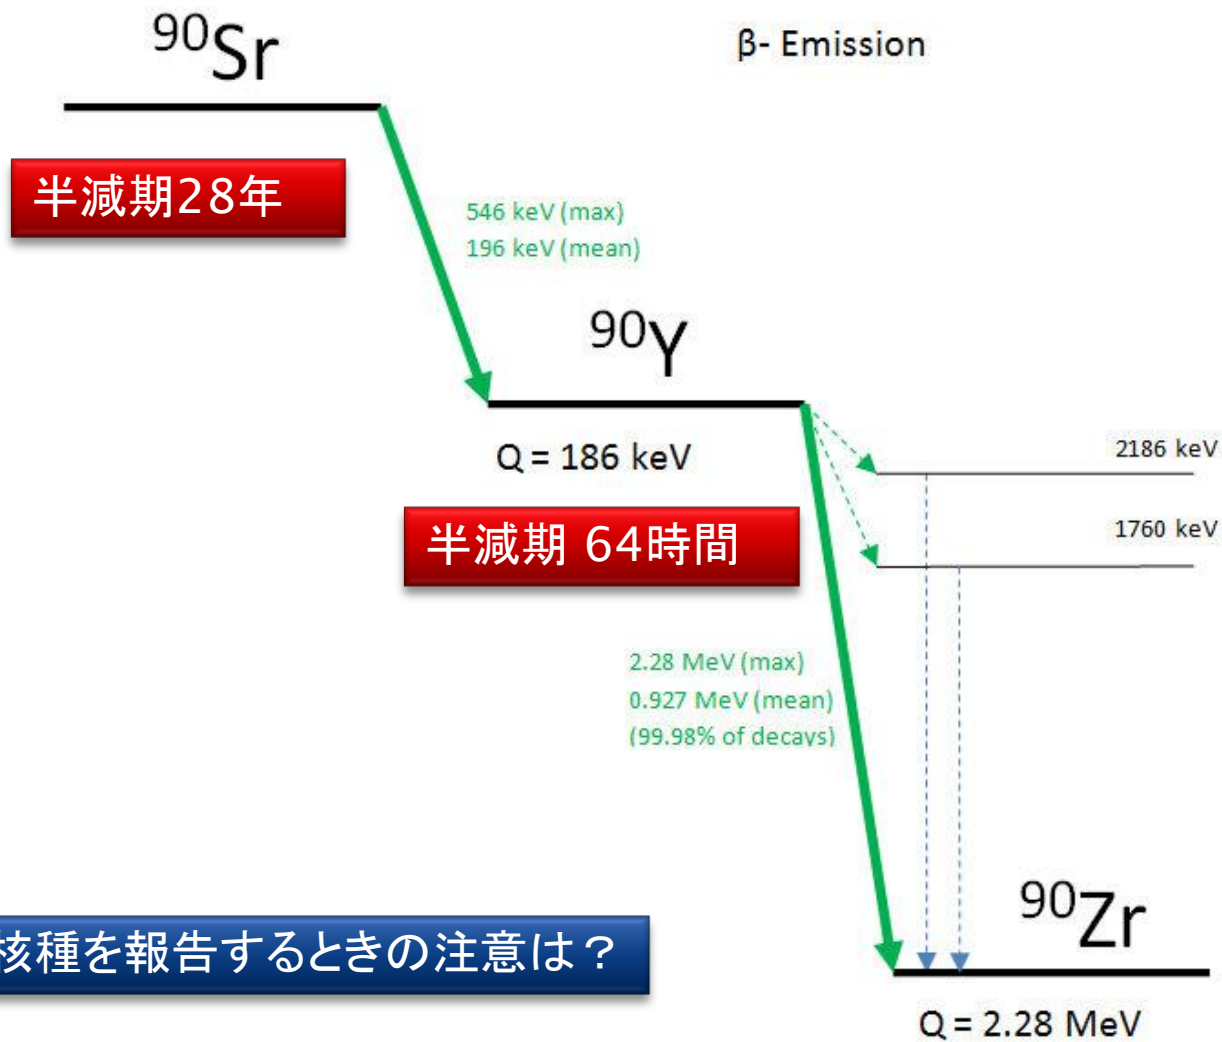 ⁹⁰Sr
β- Emission
半減期28年
546 keV (max)
196 keV (mean)
⁹⁰Y
Q = 186 keV
2186 keV
1760 keV
半減期 64時間
2.28 MeV (max)
0.927 MeV (mean)
(99.98% of decays)
⁹⁰Zr
核種を報告するときの注意は？
Q = 2.28 MeV